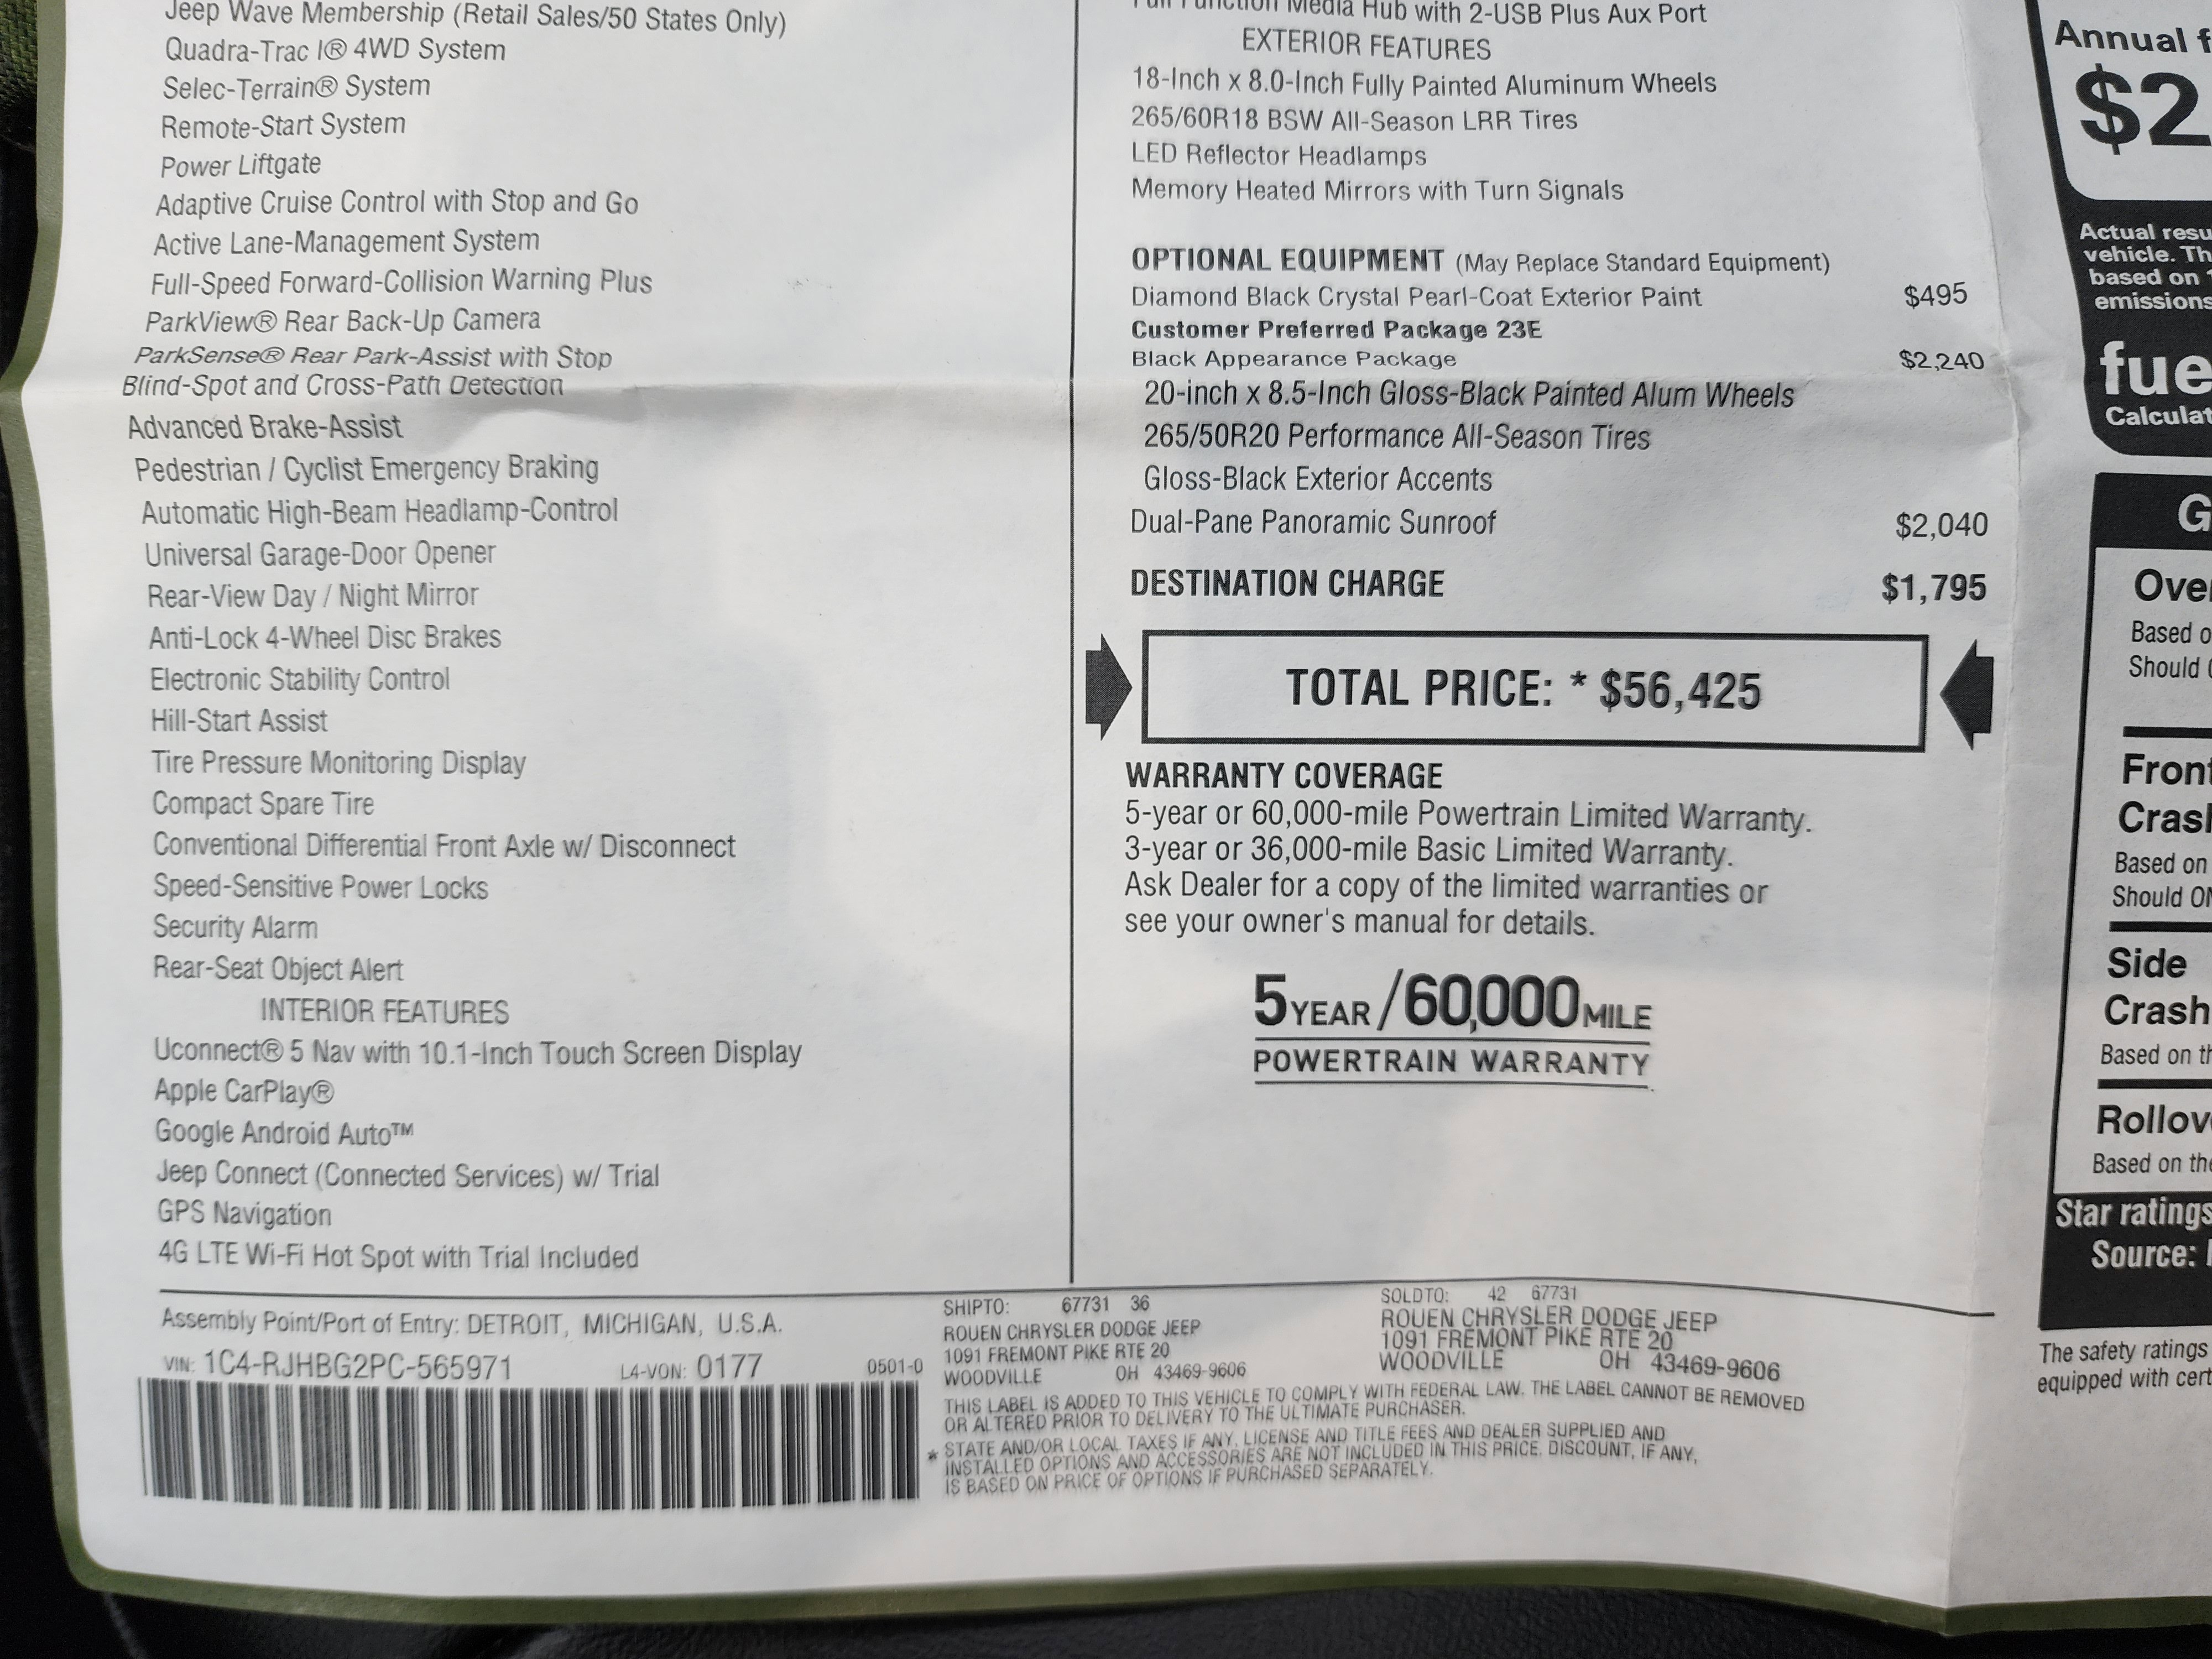 Jeep Wave Membership (Retail Sales/50 States Only)
Quadra-Trac I® 4WD System
Selec-Terrain® System
Remote-Start System
Power Liftgate
Adaptive Cruise Control with Stop and Go
Active Lane-Management System
Full-Speed Forward-Collision Warning Plus
ParkView® Rear Back-Up Camera
ParkSense® Rear Park-Assist with Stop
Blind-Spot and Cross-Path Detection
Advanced Brake-Assist
Pedestrian / Cyclist Emergency Braking
Automatic High-Beam Headlamp-Control
Universal Garage-Door Opener
Rear-View Day / Night Mirror
Anti-Lock 4-Wheel Disc Brakes
Electronic Stability Control
Hill-Start Assist
Tire Pressure Monitoring Display
Compact Spare Tire
Conventional Differential Front Axle w/ Disconnect
Speed-Sensitive Power Locks
Security Alarm
Rear-Seat Object Alert
INTERIOR FEATURES
Uconnect® 5 Nav with 10.1-Inch Touch Screen Display
Apple CarPlay®
Google Android Auto™
Jeep Connect (Connected Services) w/ Trial
GPS Navigation
4G LTE Wi-Fi Hot Spot with Trial Included
Full Function Media Hub with 2-USB Plus Aux Port
EXTERIOR FEATURES
18-Inch x 8.0-Inch Fully Painted Aluminum Wheels
265/60R18 BSW All-Season LRR Tires
LED Reflector Headlamps
Memory Heated Mirrors with Turn Signals
OPTIONAL EQUIPMENT (May Replace Standard Equipment)
Diamond Black Crystal Pearl-Coat Exterior Paint $495
Customer Preferred Package 23E
Black Appearance Package $2,240
20-inch x 8.5-Inch Gloss-Black Painted Alum Wheels
265/50R20 Performance All-Season Tires
Gloss-Black Exterior Accents
Dual-Pane Panoramic Sunroof $2,040
DESTINATION CHARGE $1,795
TOTAL PRICE: * $56,425
WARRANTY COVERAGE
5-year or 60,000-mile Powertrain Limited Warranty.
3-year or 36,000-mile Basic Limited Warranty.
Ask Dealer for a copy of the limited warranties or
see your owner's manual for details.
5 YEAR / 60,000 MILE
POWERTRAIN WARRANTY
Assembly Point/Port of Entry: DETROIT, MICHIGAN, U.S.A.
VIN: 1C4-RJHBG2PC-565971 L4-VON: 0177 0501-0
SHIPTO: 67731 36
ROUEN CHRYSLER DODGE JEEP
1091 FREMONT PIKE RTE 20
WOODVILLE OH 43469-9606
SOLDTO: 42 67731
ROUEN CHRYSLER DODGE JEEP
1091 FREMONT PIKE RTE 20
WOODVILLE OH 43469-9606
THIS LABEL IS ADDED TO THIS VEHICLE TO COMPLY WITH FEDERAL LAW. THE LABEL CANNOT BE REMOVED
OR ALTERED PRIOR TO DELIVERY TO THE ULTIMATE PURCHASER.
* STATE AND/OR LOCAL TAXES IF ANY, LICENSE AND TITLE FEES AND DEALER SUPPLIED AND
INSTALLED OPTIONS AND ACCESSORIES ARE NOT INCLUDED IN THIS PRICE. DISCOUNT, IF ANY,
IS BASED ON PRICE OF OPTIONS IF PURCHASED SEPARATELY.
Annual f
$2
Actual resu
vehicle. Th
based on
emissions
fue
Calculat
G
Over
Based o
Should
Front
Crash
Based on
Should ON
Side
Crash
Based on th
Rollov
Based on the
Star ratings
Source:
The safety ratings
equipped with cert